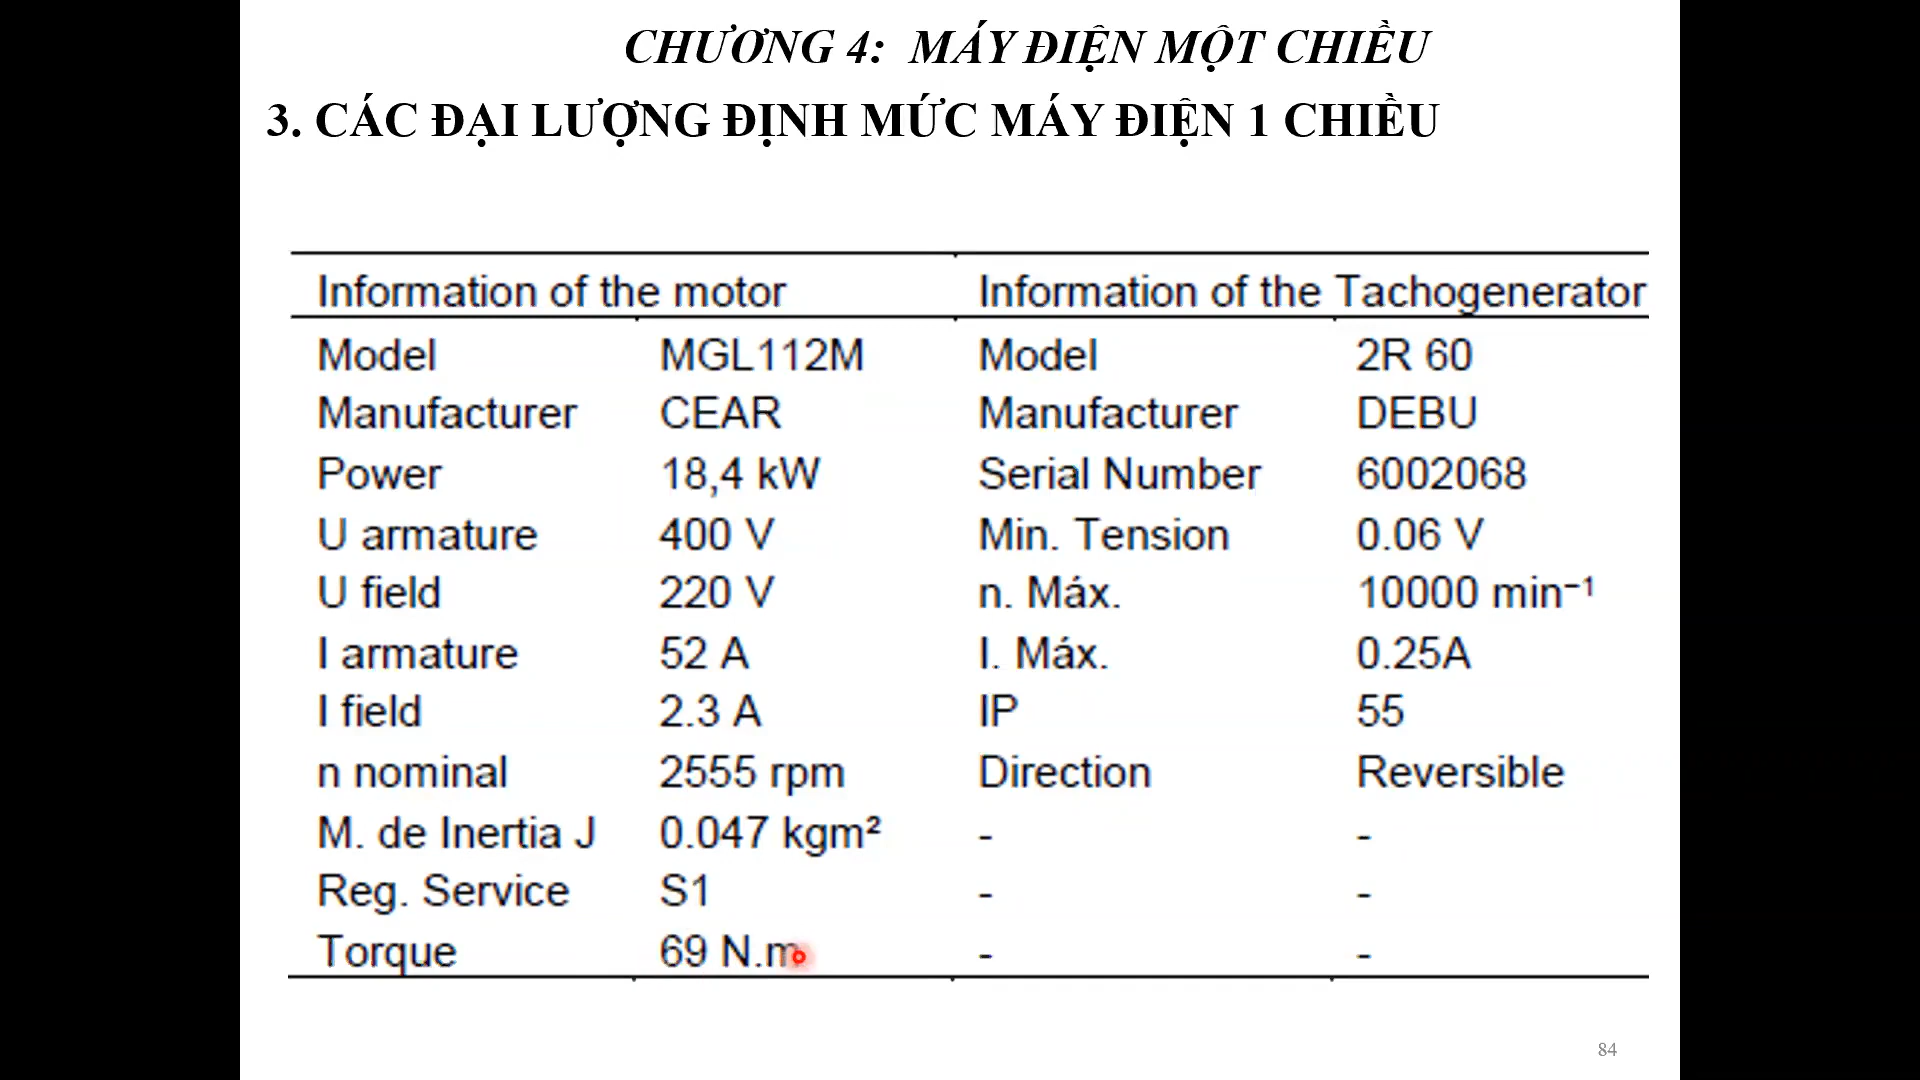 CHƯƠNG 4: MÁY ĐIỆN MỘT CHIỀU
3. CÁC ĐẠI LƯỢNG ĐỊNH MỨC MÁY ĐIỆN 1 CHIỀU
Information of the motor Information of the Tachogenerator
Model MGL112M Model 2R 60
Manufacturer CEAR Manufacturer DEBU
Power 18,4 kW Serial Number 6002068
U armature 400 V Min. Tension 0.06 V
U field 220 V n. Máx. 10000 min⁻¹
I armature 52 A I. Máx. 0.25A
I field 2.3 A IP 55
n nominal 2555 rpm Direction Reversible
M. de Inertia J 0.047 kgm² - -
Reg. Service S1 - -
Torque 69 N.m - -
84